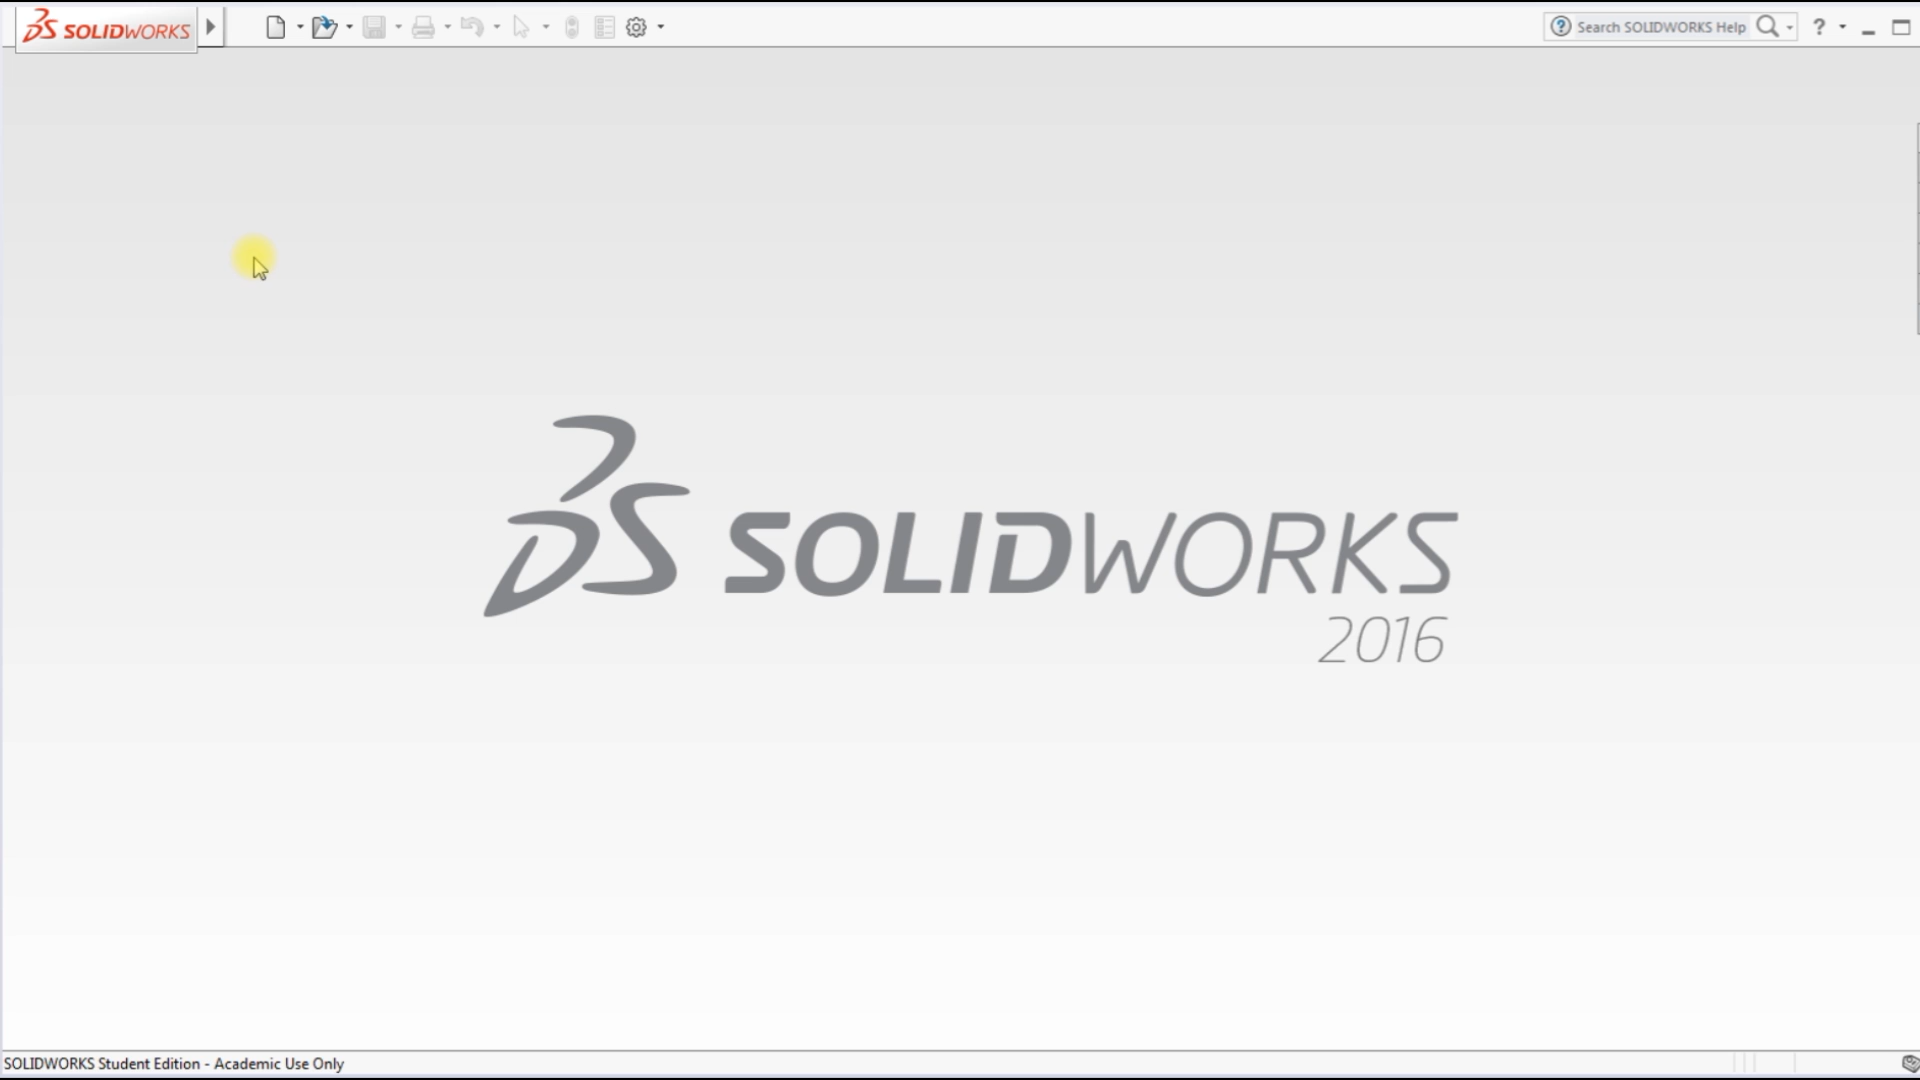 SOLIDWORKS
Search SOLIDWORKS Help
SOLIDWORKS
2016
SOLIDWORKS Student Edition - Academic Use Only